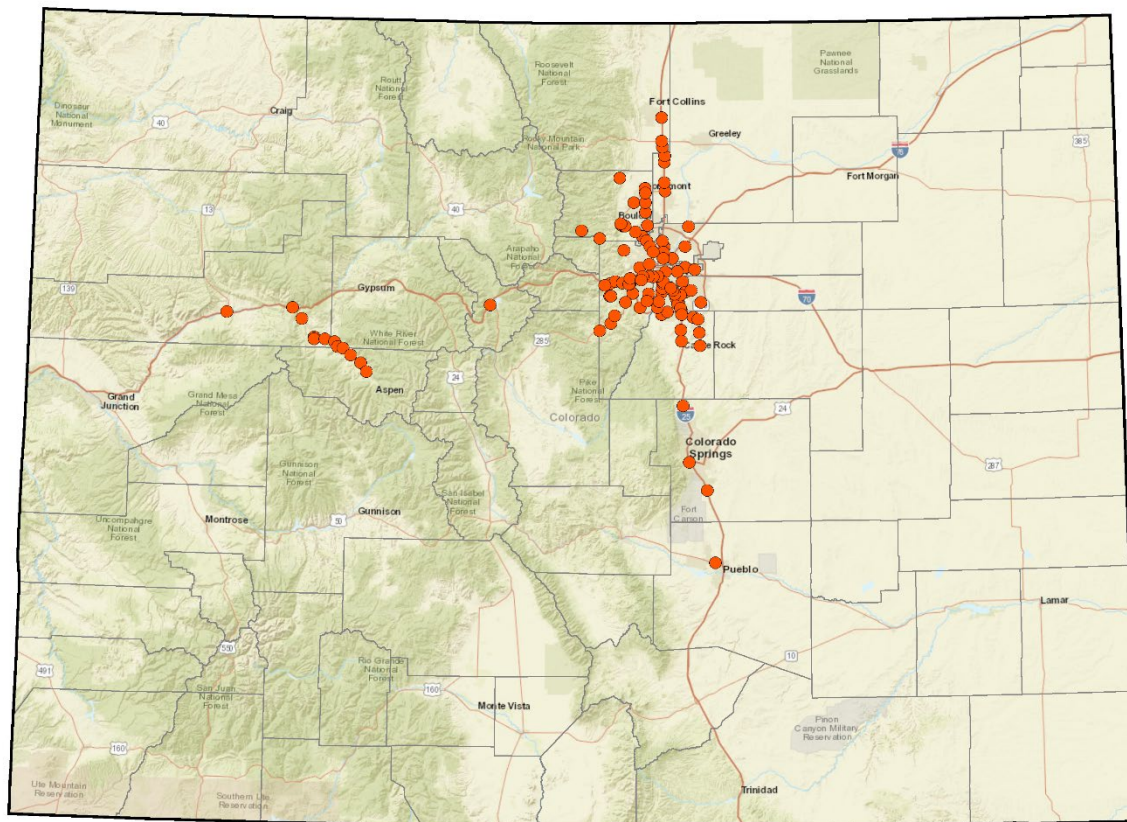 Pawnee
National
Grasslands
Roosevelt
National
Forest
Routt
National
Forest
Dinosaur
National
Monument
Craig
40
Fort Collins
Greeley
76
385
Rocky Mountain
National Park
Fort Morgan
13
40
Arapaho
National
Forest
139
Gypsum
70
White River
National Forest
285
Castle Rock
Grand
Junction
Grand Mesa
National
Forest
Aspen
24
Pike
National
Forest
Colorado
25
24
Colorado
Springs
287
Gunnison
National
Forest
San Isabel
National
Forest
Uncompahgre
National
Forest
Montrose
50
Gunnison
Fort
Carson
Pueblo
Lamar
550
10
491
San Juan
National
Forest
Rio Grande
National
Forest
160
Monte Vista
Pinon
Canyon Military
Reservation
160
Ute Mountain
Reservation
Southern Ute
Reservation
Trinidad